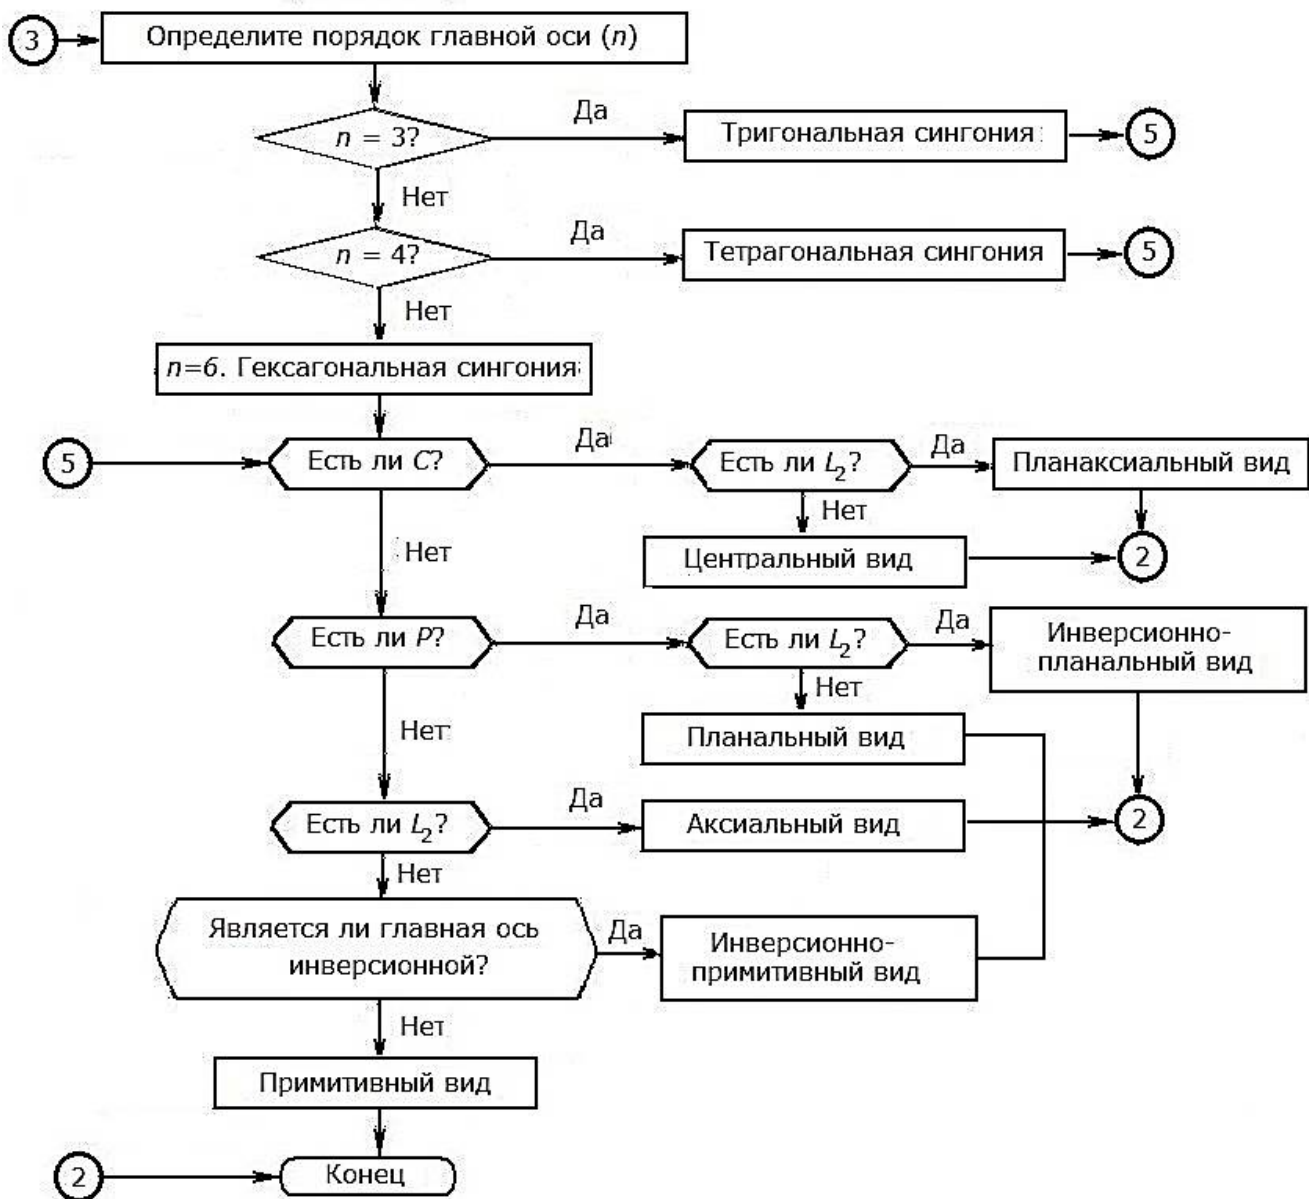 3
Определите порядок главной оси (n)
n = 3?
Да
Тригональная сингония
5
Нет
n = 4?
Да
Тетрагональная сингония
5
Нет
n=6. Гексагональная сингония
5
Есть ли C?
Да
Есть ли L2?
Да
Планаксиальный вид
Нет
Центральный вид
2
Нет
Есть ли P?
Да
Есть ли L2?
Да
Инверсионно-
планальный вид
Нет
Планальный вид
Нет
Есть ли L2?
Да
Аксиальный вид
2
Нет
Является ли главная ось
инверсионной?
Да
Инверсионно-
примитивный вид
Нет
Примитивный вид
2
Конец